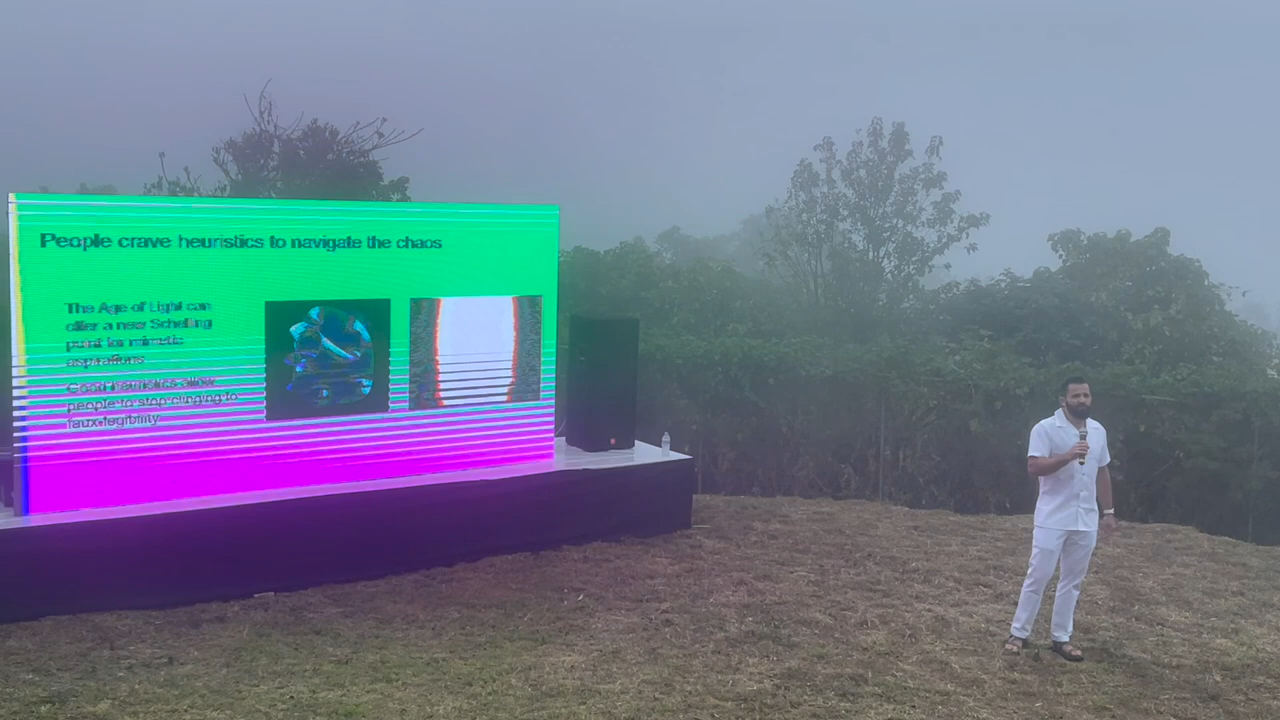 People crave heuristics to navigate the chaos
The Age of Light can
offer a new Schelling
point for mimetic
aspirations
Good heuristics allow
people to stop clinging to
faux-legibility